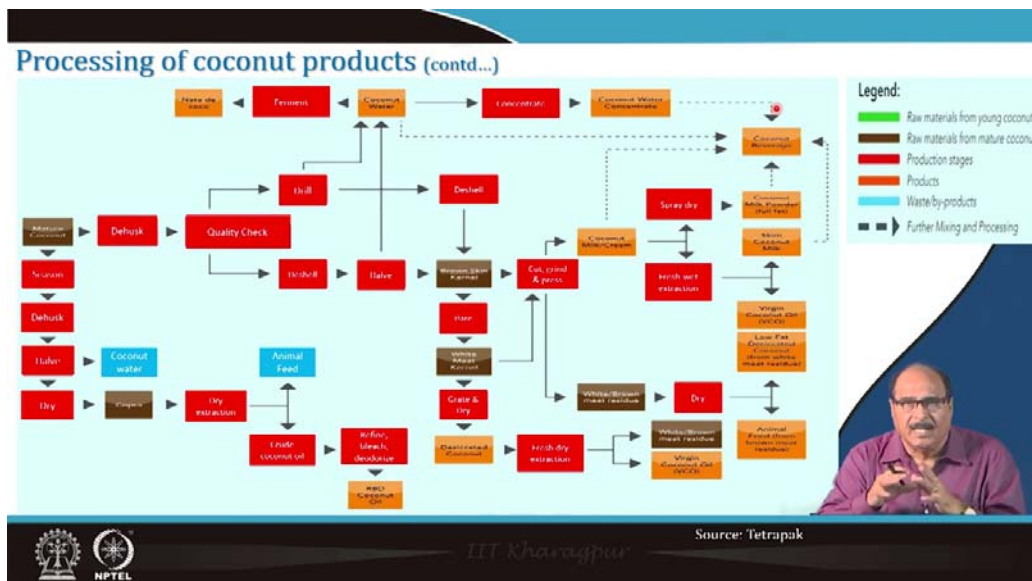 Processing of coconut products (contd...)
Nata de
coco
Ferment
Coconut
Water
Concentrate
Coconut Water
Concentrate
Coconut
Beverage
Drill
Deshell
Mature
Coconut
Dehusk
Quality Check
Spray dry
Coconut
Milk Powder
(full fat)
Coconut
Milk/Cream
Skim
Coconut
Milk
Season
Deshell
Halve
Brown Skin
Kernel
Cut, grind
& press
Fresh wet
extraction
Dehusk
Pare
Virgin
Coconut Oil
(VCO)
Halve
Coconut
water
Animal
Feed
White
Meat
Kernel
Low Fat
Desiccated
Coconut
(from white
meat residue)
Dry
Copra
Dry
extraction
Grate &
Dry
White/Brown
meat residue
Dry
Crude
coconut oil
Refine,
bleach,
deodorize
Desiccated
Coconut
Fresh dry
extraction
White/Brown
meat residue
Virgin
Coconut Oil
(VCO)
Animal
Feed (from
brown meat
residue)
RBD
Coconut
Oil
Legend:
Raw materials from young coconut
Raw materials from mature coconut
Production stages
Products
Waste/by-products
Further Mixing and Processing
Source: Tetrapak
IIT Kharagpur
NPTEL